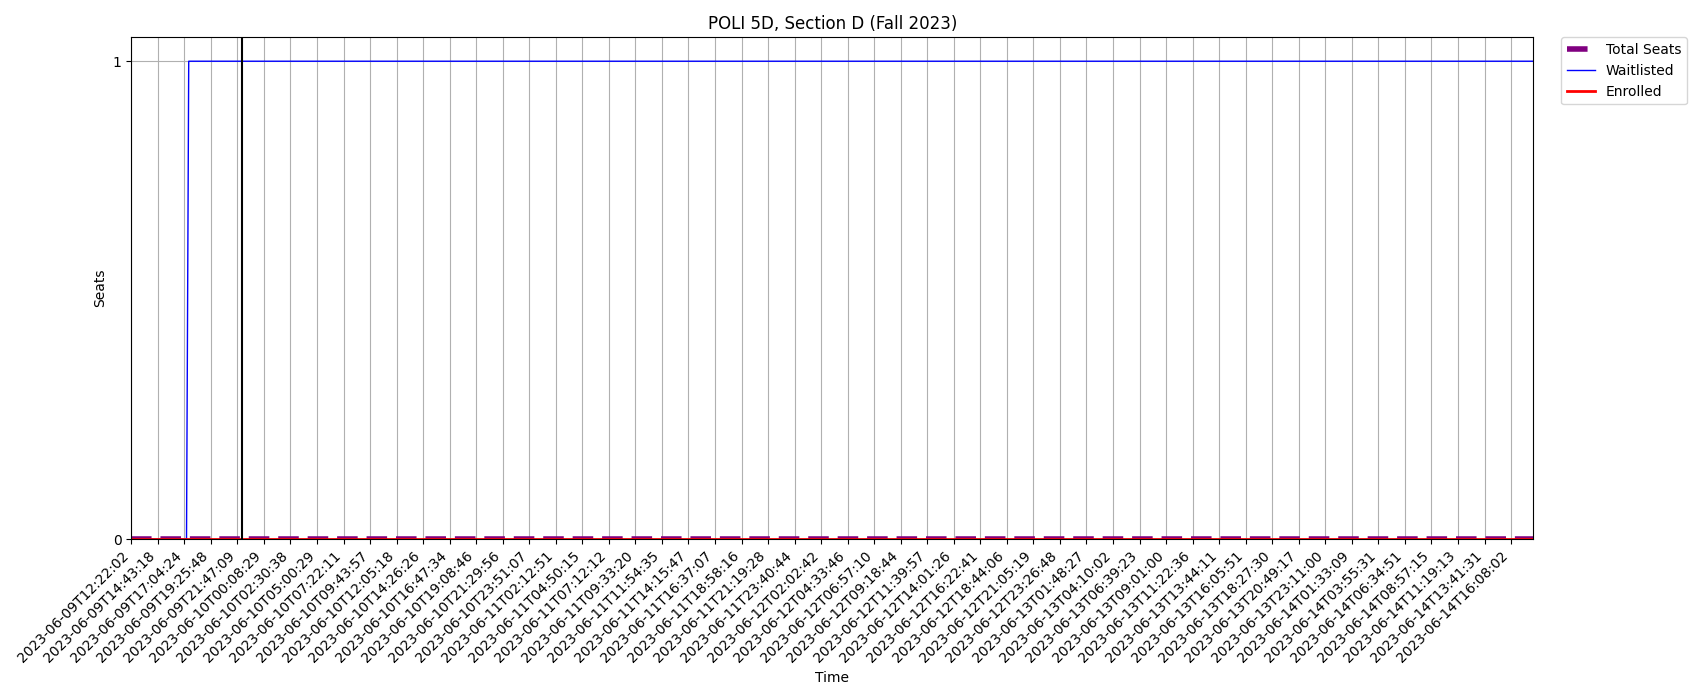 POLI 5D, Section D (Fall 2023)
Total Seats
Waitlisted
Enrolled
1
0
Seats
2023-06-09T12:22:02
2023-06-09T14:43:18
2023-06-09T17:04:24
2023-06-09T19:25:48
2023-06-09T21:47:09
2023-06-10T00:08:29
2023-06-10T02:30:38
2023-06-10T05:00:29
2023-06-10T07:22:11
2023-06-10T09:43:57
2023-06-10T12:05:18
2023-06-10T14:26:26
2023-06-10T16:47:34
2023-06-10T19:08:46
2023-06-10T21:29:56
2023-06-10T23:51:07
2023-06-11T02:12:51
2023-06-11T04:50:15
2023-06-11T07:12:12
2023-06-11T09:33:20
2023-06-11T11:54:35
2023-06-11T14:15:47
2023-06-11T16:37:07
2023-06-11T18:58:16
2023-06-11T21:19:28
2023-06-11T23:40:44
2023-06-12T02:02:42
2023-06-12T04:33:46
2023-06-12T06:57:10
2023-06-12T09:18:44
2023-06-12T11:39:57
2023-06-12T14:01:26
2023-06-12T16:22:41
2023-06-12T18:44:06
2023-06-12T21:05:19
2023-06-12T23:26:48
2023-06-13T01:48:27
2023-06-13T04:10:02
2023-06-13T06:39:23
2023-06-13T09:01:00
2023-06-13T11:22:36
2023-06-13T13:44:11
2023-06-13T16:05:51
2023-06-13T18:27:30
2023-06-13T20:49:17
2023-06-13T23:11:00
2023-06-14T01:33:09
2023-06-14T03:55:31
2023-06-14T06:34:51
2023-06-14T08:57:15
2023-06-14T11:19:13
2023-06-14T13:41:31
2023-06-14T16:08:02
Time